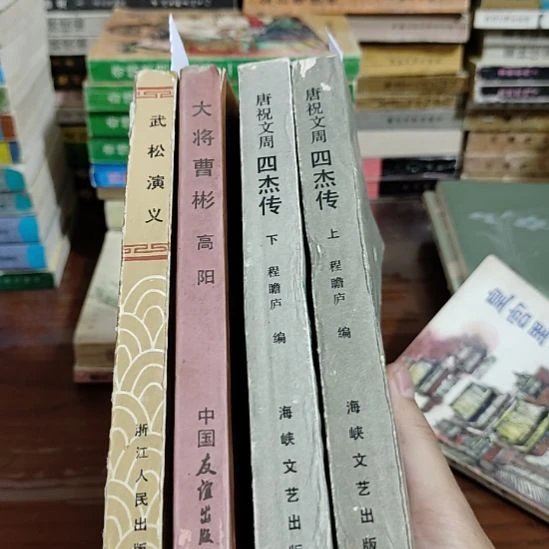 武松演义
浙江人民出版
大将曹彬
高阳
中国友谊出版
唐祝文周
四杰传
下
程瞻庐
编
海峡文艺出版
唐祝文周
四杰传
上
程瞻庐
编
海峡文艺出版